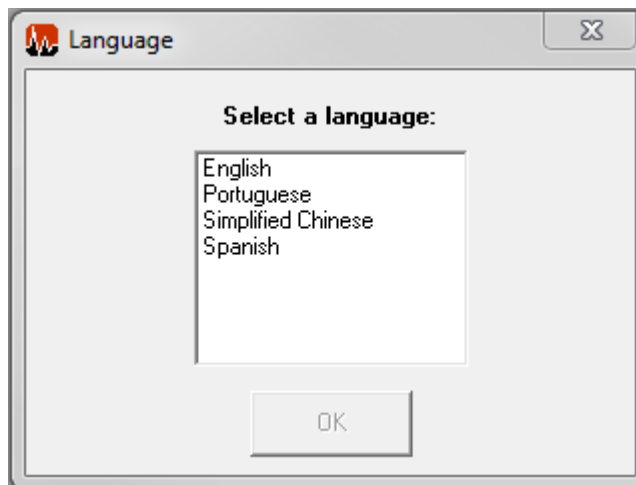 Language
Select a language:
English
Portuguese
Simplified Chinese
Spanish
OK